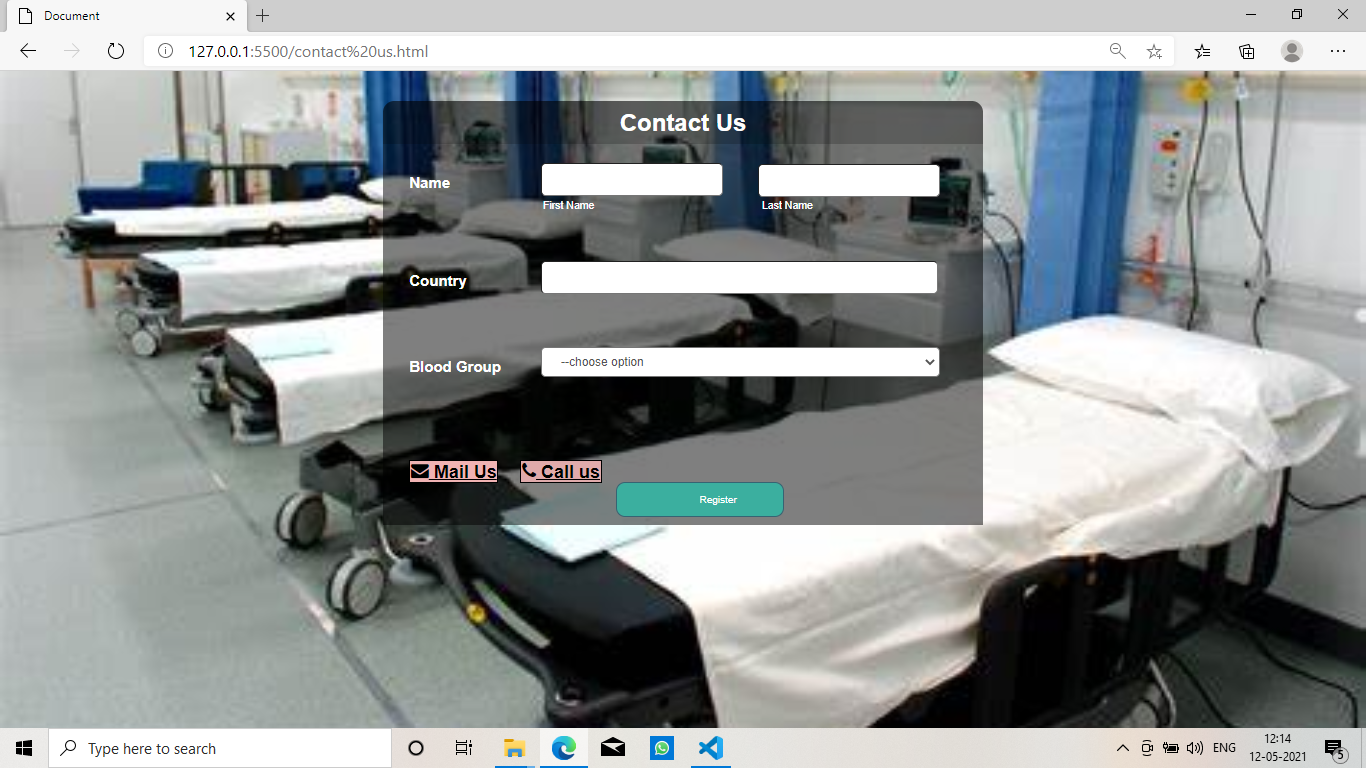 Document
127.0.0.1:5500/contact%20us.html
Contact Us
Name
First Name
Last Name
Country
Blood Group
--choose option
Mail Us
Call us
Register
Type here to search
ENG
12:14
12-05-2021
5